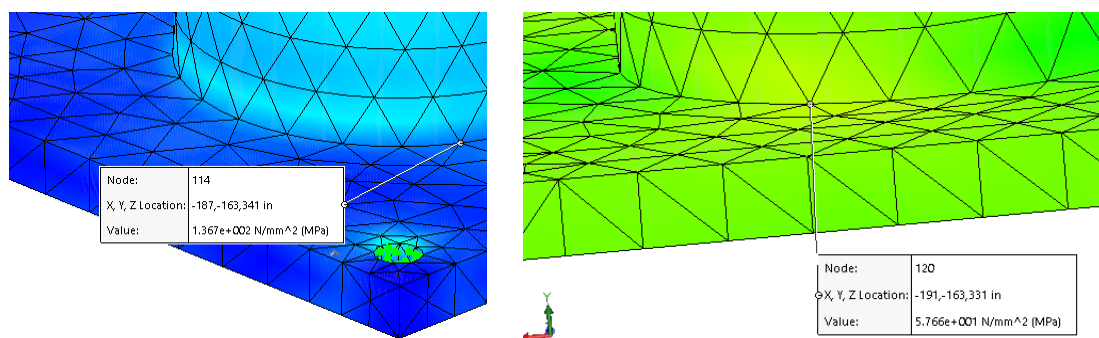 Node: 114
X, Y, Z Location: -187,-163,341 in
Value: 1.367e+002 N/mm^2 (MPa)
Node: 120
X, Y, Z Location: -191,-163,331 in
Value: 5.766e+001 N/mm^2 (MPa)
Y